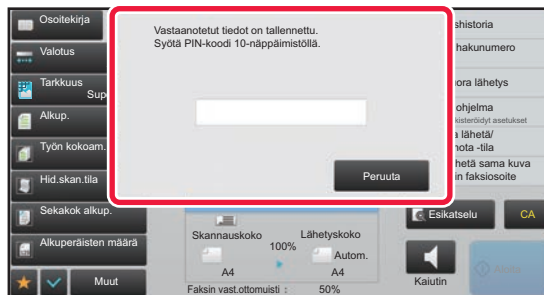 Osoitekirja
Valotus
Tarkkuus
Supe
Alkup.
Työn kokoam.
Hid.skan.tila
Sekakok alkup.
Alkuperäisten määrä
Muut
Vastaanotetut tiedot on tallennettu.
Syötä PIN-koodi 10-näppäimistöllä.
Peruuta
Skannauskoko
100%
Lähetyskoko
Autom.
A4
A4
Faksin vast.ottomuisti :
50%
shistoria
hakunumero
ora lähetys
ohjelma
kisteröidyt asetukset
a lähetä/
nota -tila
hetä sama kuva
in faksiosoite
Esikatselu
CA
Kaiutin